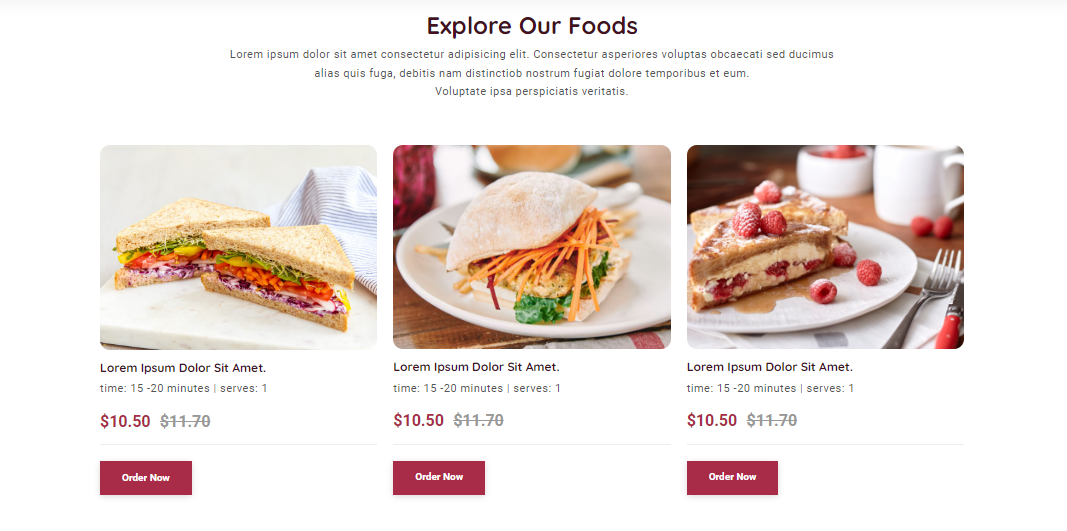 Explore Our Foods
Lorem ipsum dolor sit amet consectetur adipisicing elit. Consectetur asperiores voluptas obcaecati sed ducimus
alias quis fuga, debitis nam distinctiob nostrum fugiat dolore temporibus et eum.
Voluptate ipsa perspiciatis veritatis.
Lorem Ipsum Dolor Sit Amet.
time: 15 -20 minutes | serves: 1
$10.50 $11.70
Order Now
Lorem Ipsum Dolor Sit Amet.
time: 15 -20 minutes | serves: 1
$10.50 $11.70
Order Now
Lorem Ipsum Dolor Sit Amet.
time: 15 -20 minutes | serves: 1
$10.50 $11.70
Order Now